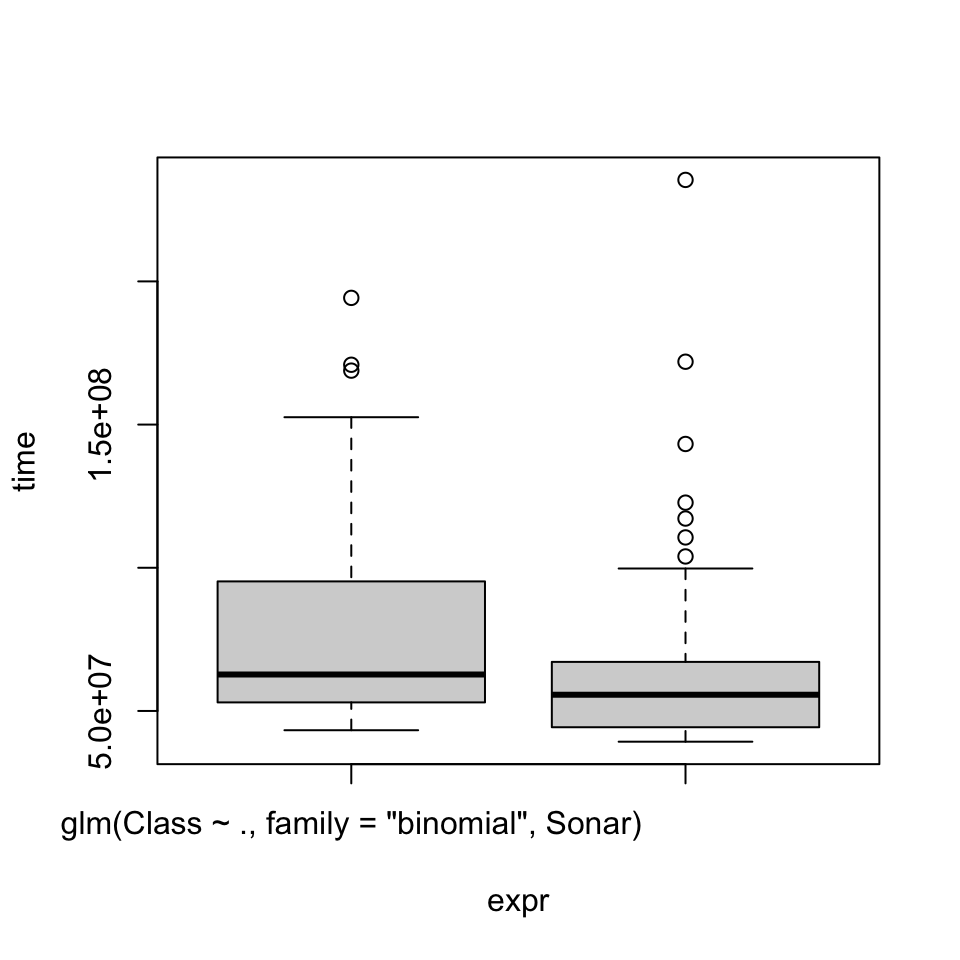 time
1.5e+08
5.0e+07
glm(Class ~ ., family = "binomial", Sonar)
expr